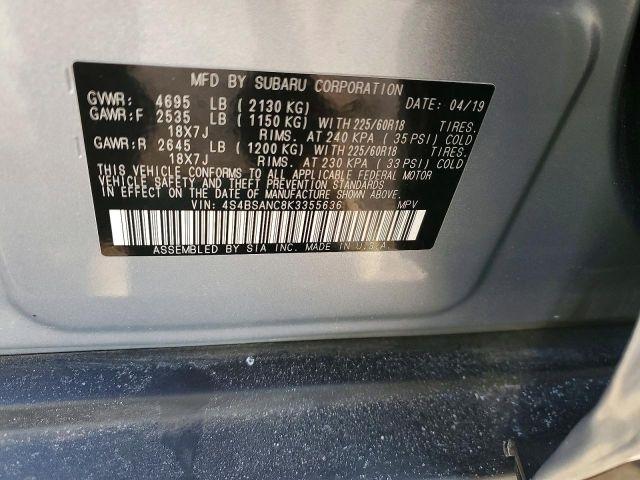 MFD BY SUBARU CORPORATION
GVWR: 4695 LB ( 2130 KG) DATE: 04/19
GAWR:F 2535 LB ( 1150 KG) WITH 225/60R18 TIRES.
18X7J RIMS. AT 240 KPA ( 35 PSI) COLD
GAWR:R 2645 LB ( 1200 KG) WITH 225/60R18 TIRES.
18X7J RIMS. AT 230 KPA ( 33 PSI) COLD
THIS VEHICLE CONFORMS TO ALL APPLICABLE FEDERAL MOTOR
VEHICLE SAFETY AND THEFT PREVENTION STANDARDS
IN EFFECT ON THE DATE OF MANUFACTURE SHOWN ABOVE.
VIN: 4S4BSANC8K3355636 MPV
ASSEMBLED BY SIA INC. MADE IN U.S.A.